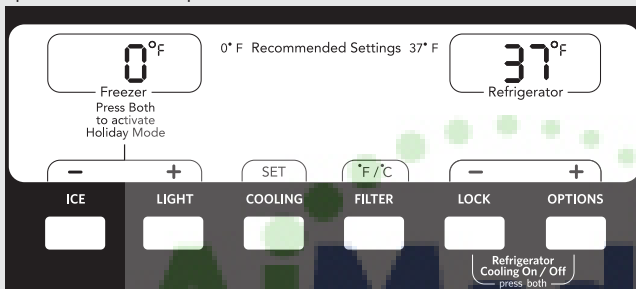 0°F
0° F Recommended Settings 37° F
37°F
Freezer
Refrigerator
Press Both
to activate
Holiday Mode
– +
SET
°F/°C
– +
ICE
LIGHT
COOLING
FILTER
LOCK
OPTIONS
Refrigerator
Cooling On / Off
press both